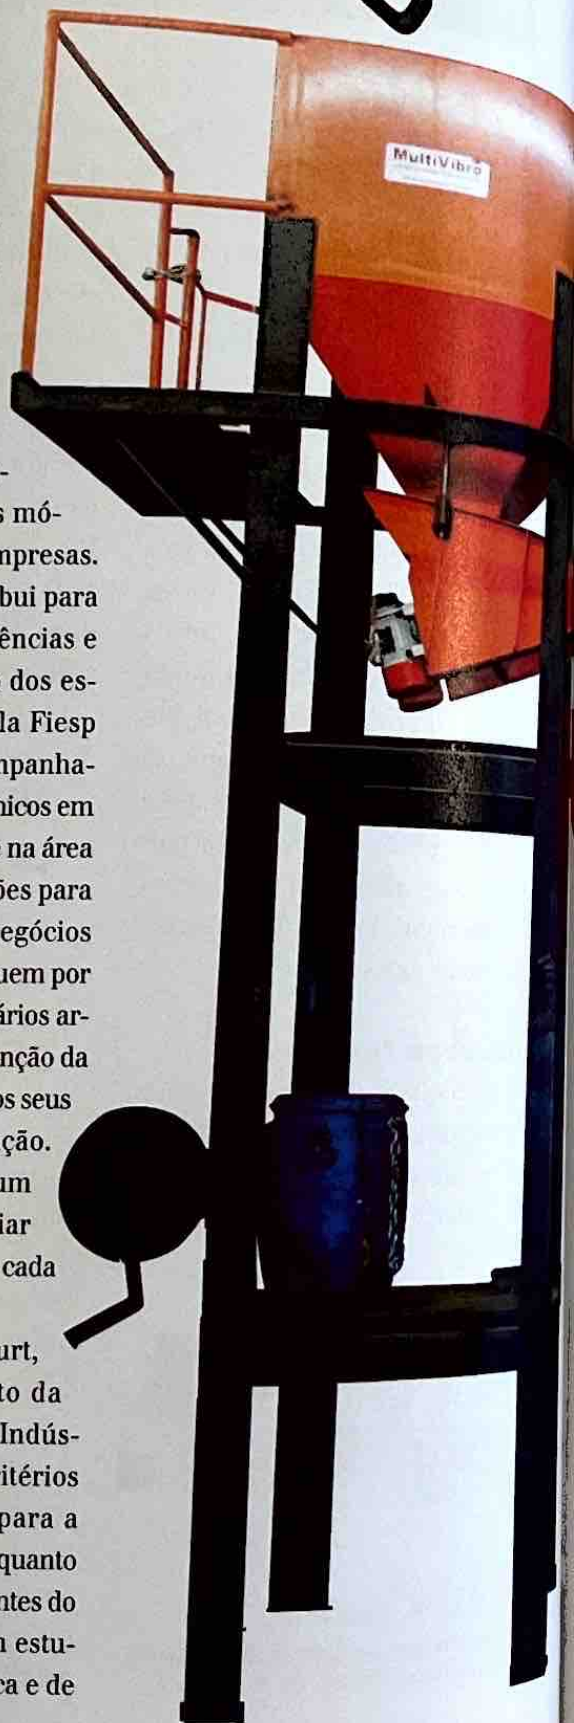 MultiVibro
-
s mó-
mpresas.
bui para
ências e
dos es-
la Fiesp
mpanha-
nicos em
na área
ões para
egócios
uem por
ários ar-
nção da
os seus
ção.
um
iar
cada
urt,
to da
Indús-
itérios
para a
quanto
ntes do
n estu-
ca e de